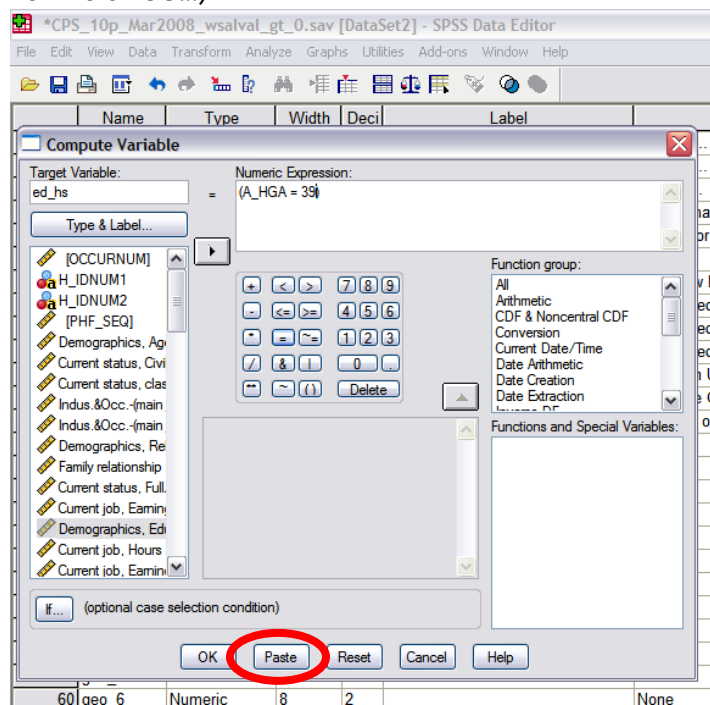 *CPS_10p_Mar2008_wsalval_gt_0.sav [DataSet2] - SPSS Data Editor
File Edit View Data Transform Analyze Graphs Utilities Add-ons Window Help
Name Type Width Deci Label
Compute Variable
Target Variable:
Numeric Expression:
ed_hs = (A_HGA = 39)
Type & Label...
[OCCURNUM]
H_IDNUM1
H_IDNUM2
[PHF_SEQ]
Demographics, Ag
Current status, Civi
Current status, clas
Indus.&Occ.-(main
Indus.&Occ.-(main
Demographics, Re
Family relationship
Current status, Full.
Current job, Earnin
Demographics, Edu
Current job, Hours
Current job, Earnin
+ < > 7 8 9
- <= >= 4 5 6
* = ~= 1 2 3
/ & | 0 .
** ~ () Delete
Function group:
All
Arithmetic
CDF & Noncentral CDF
Conversion
Current Date/Time
Date Arithmetic
Date Creation
Date Extraction
Functions and Special Variables:
If... (optional case selection condition)
OK Paste Reset Cancel Help
60 geo_6 Numeric 8 2 None